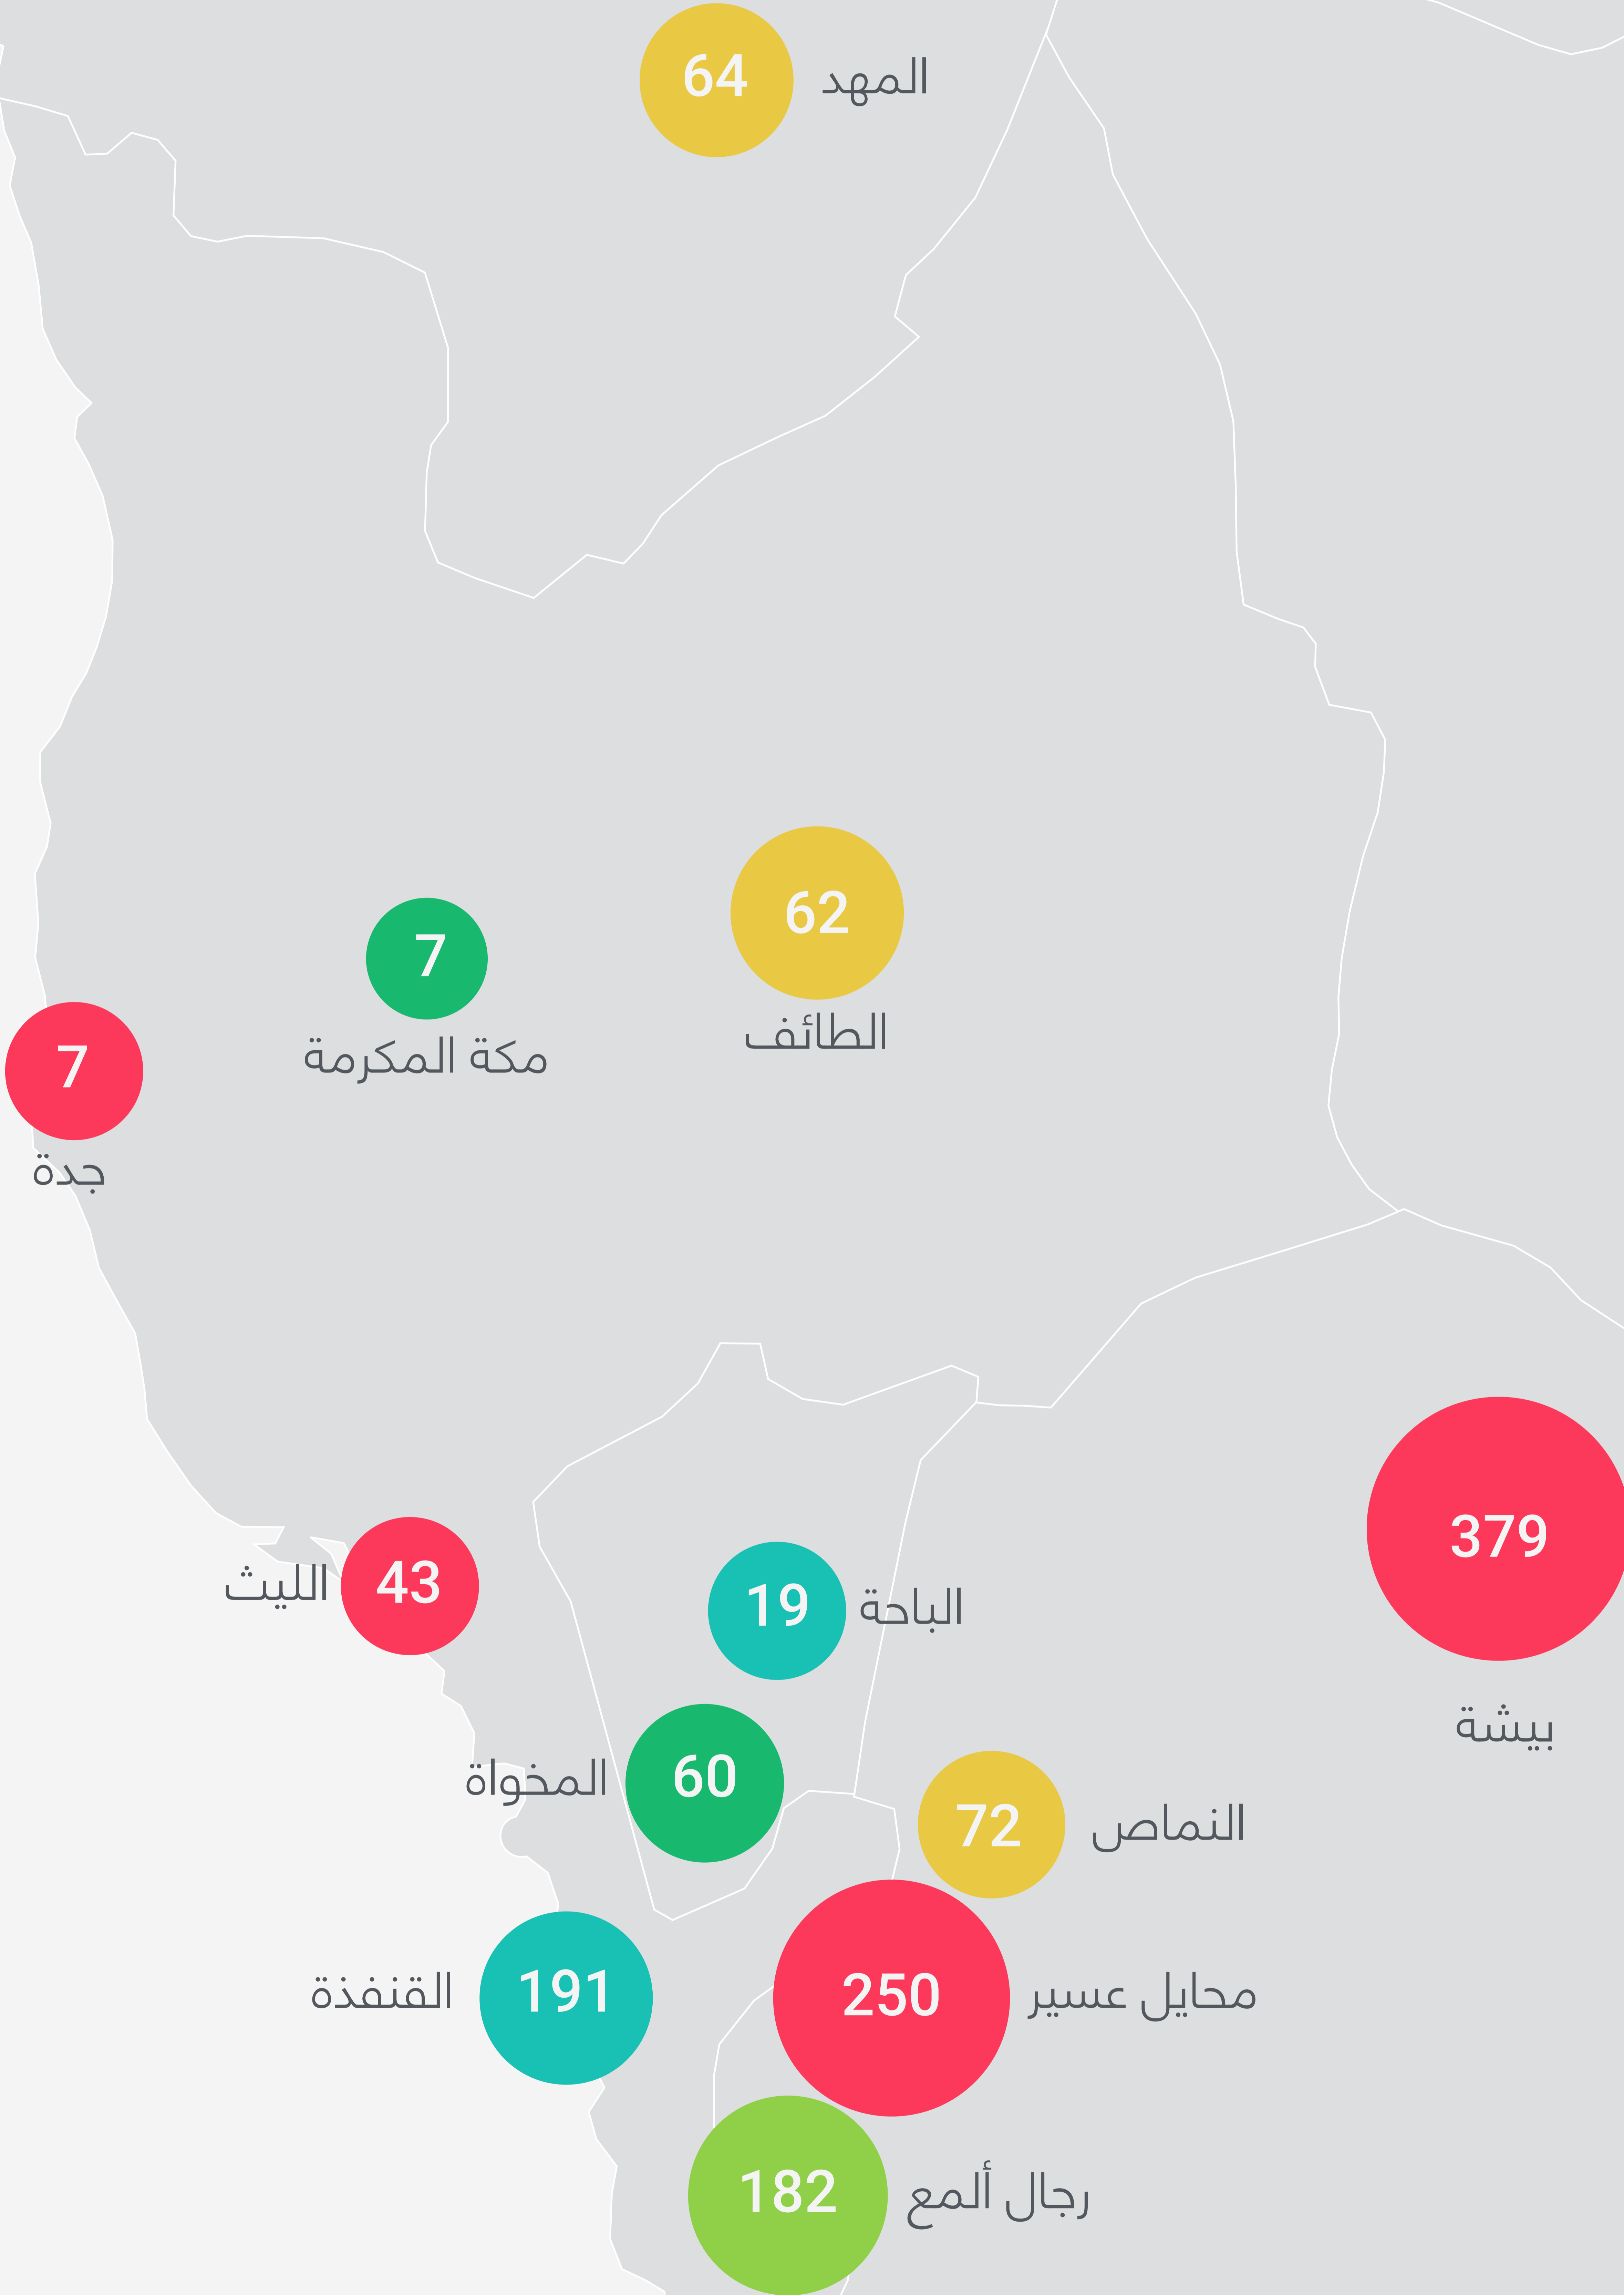 64
المهد
62
الطائف
7
مكة المكرمة
7
جدة
379
بيشة
43
الليث
19
الباحة
60
المخواة
72
النماص
191
القنفذة
250
محايل عسير
182
رجال ألمع